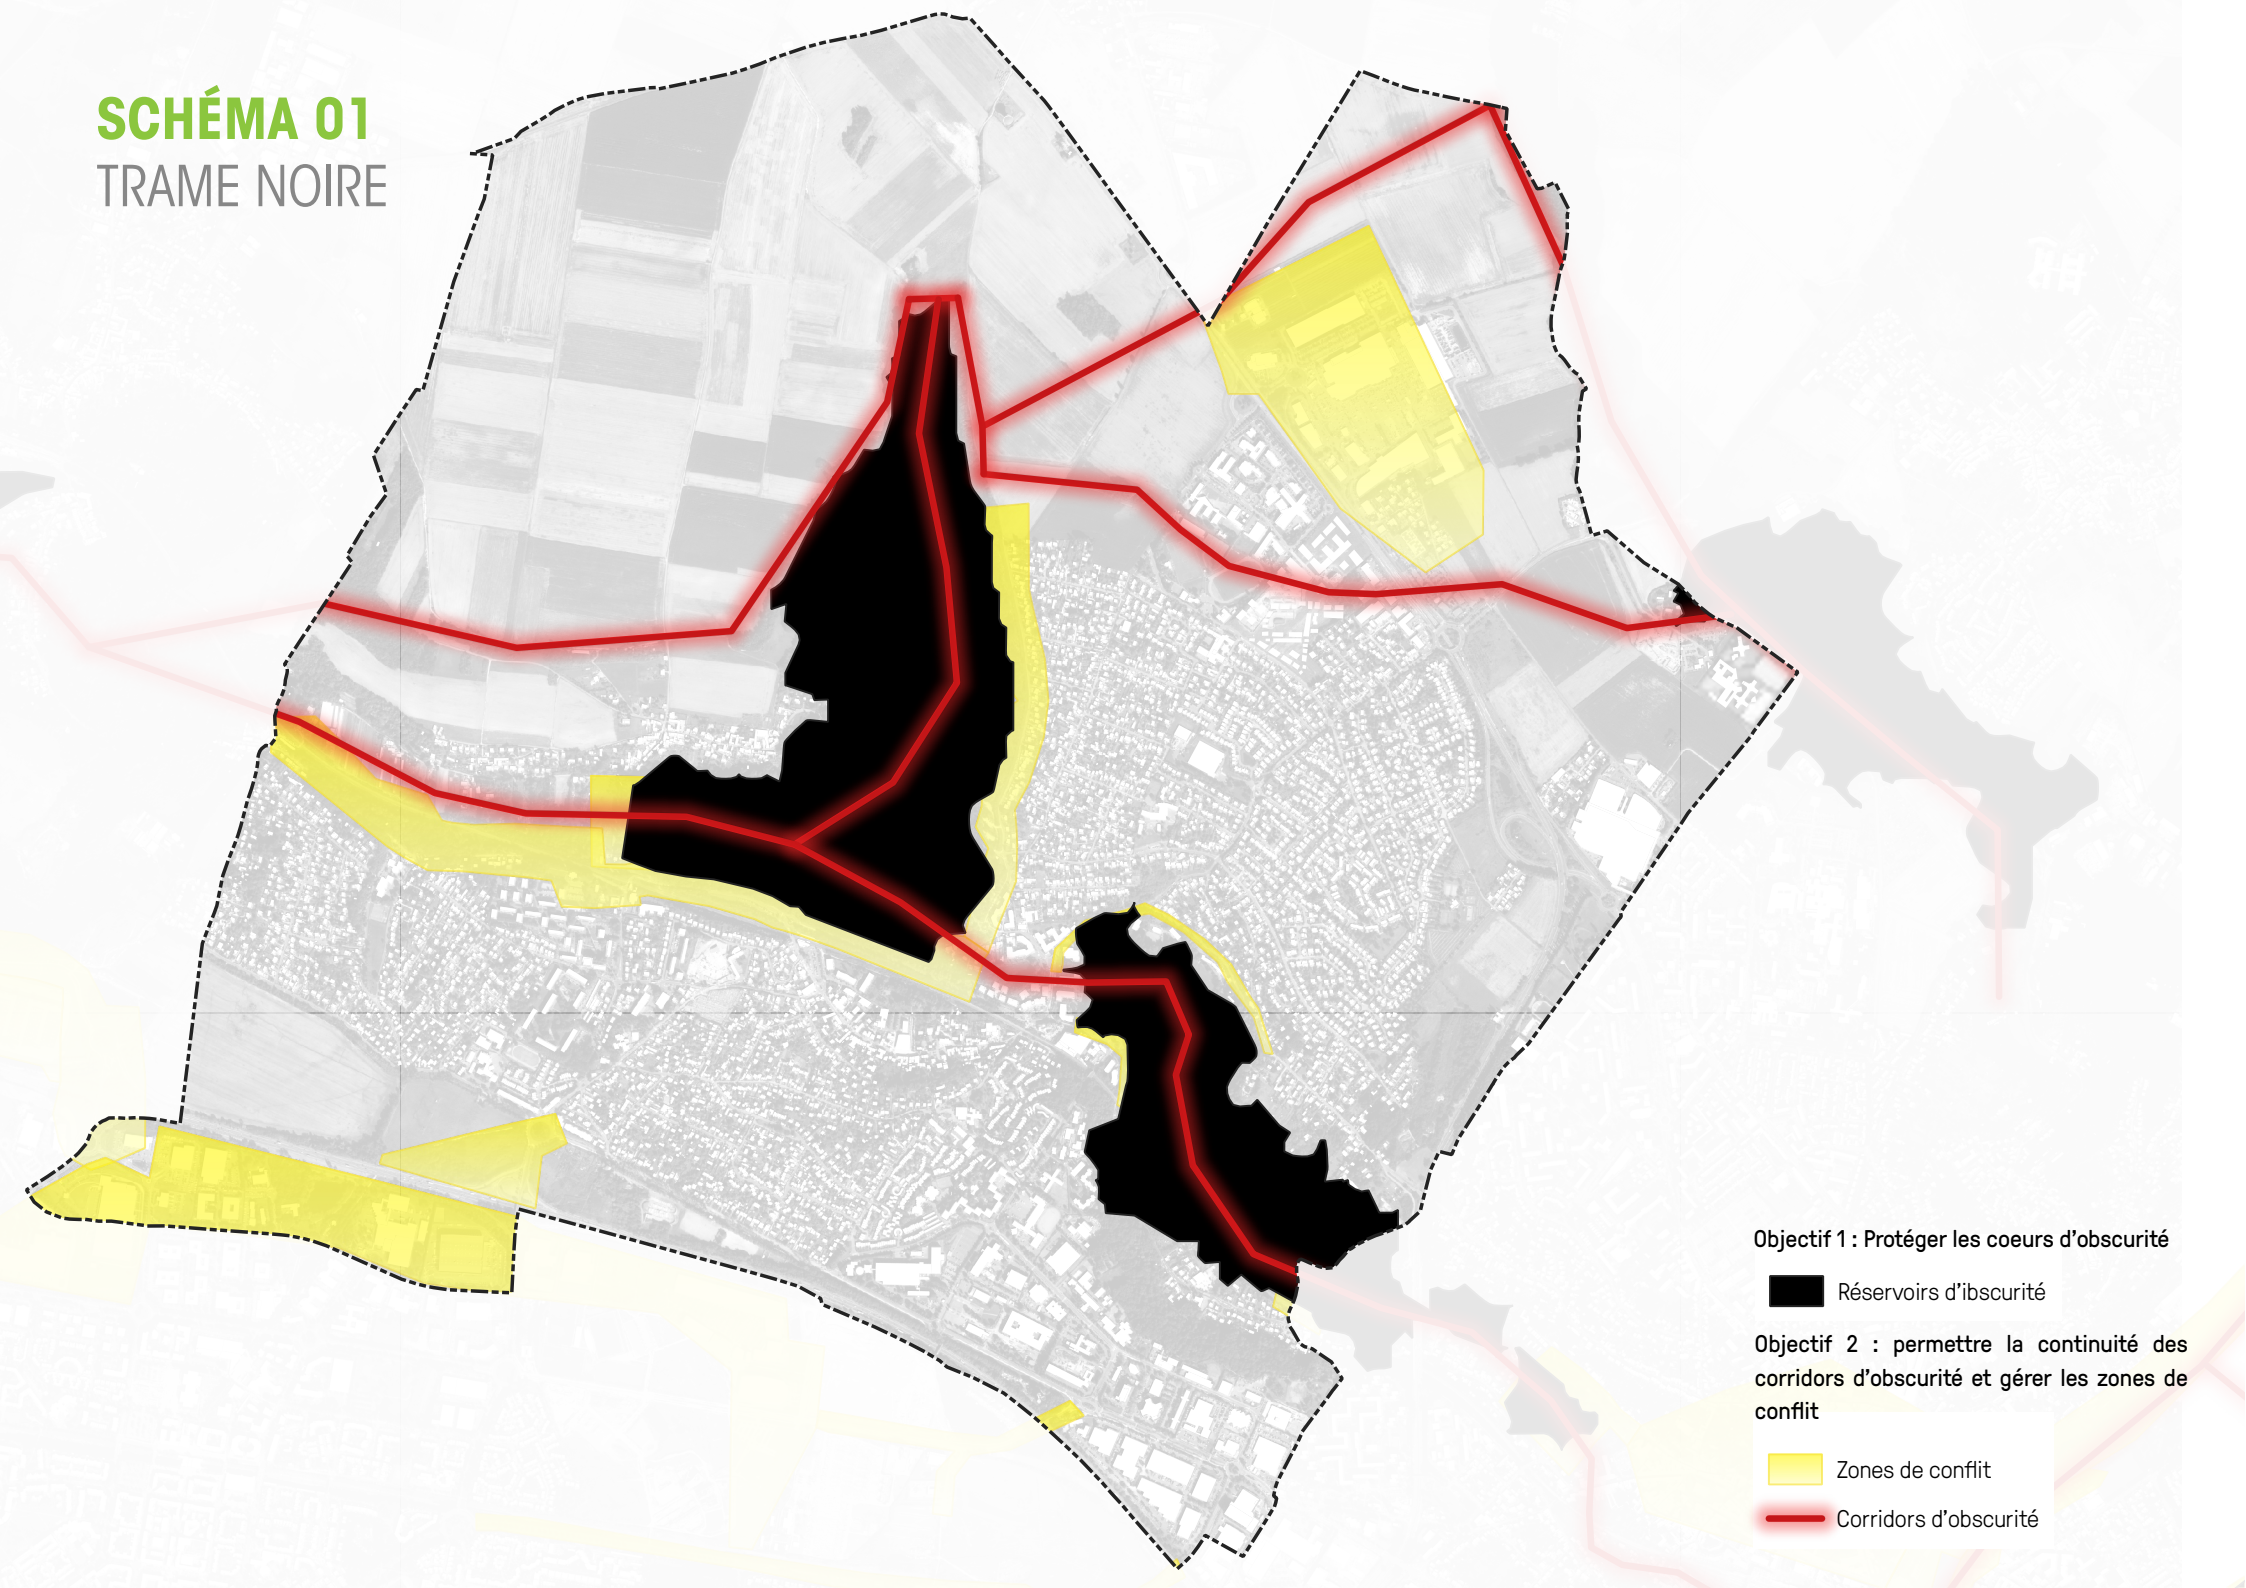 SCHÉMA 01
TRAME NOIRE
Objectif 1 : Protéger les coeurs d'obscurité
Réservoirs d'ibscurité
Objectif 2 : permettre la continuité des
corridors d'obscurité et gérer les zones de
conflit
Zones de conflit
Corridors d'obscurité